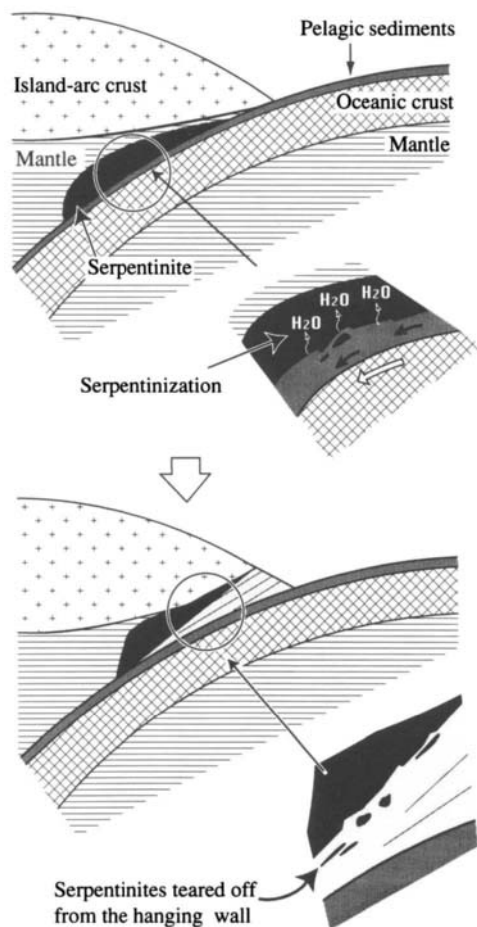 Pelagic sediments
Island-arc crust
Oceanic crust
Mantle
Mantle
Serpentinite
H2O
H2O
H2O
Serpentinization
Serpentinites teared off
from the hanging wall